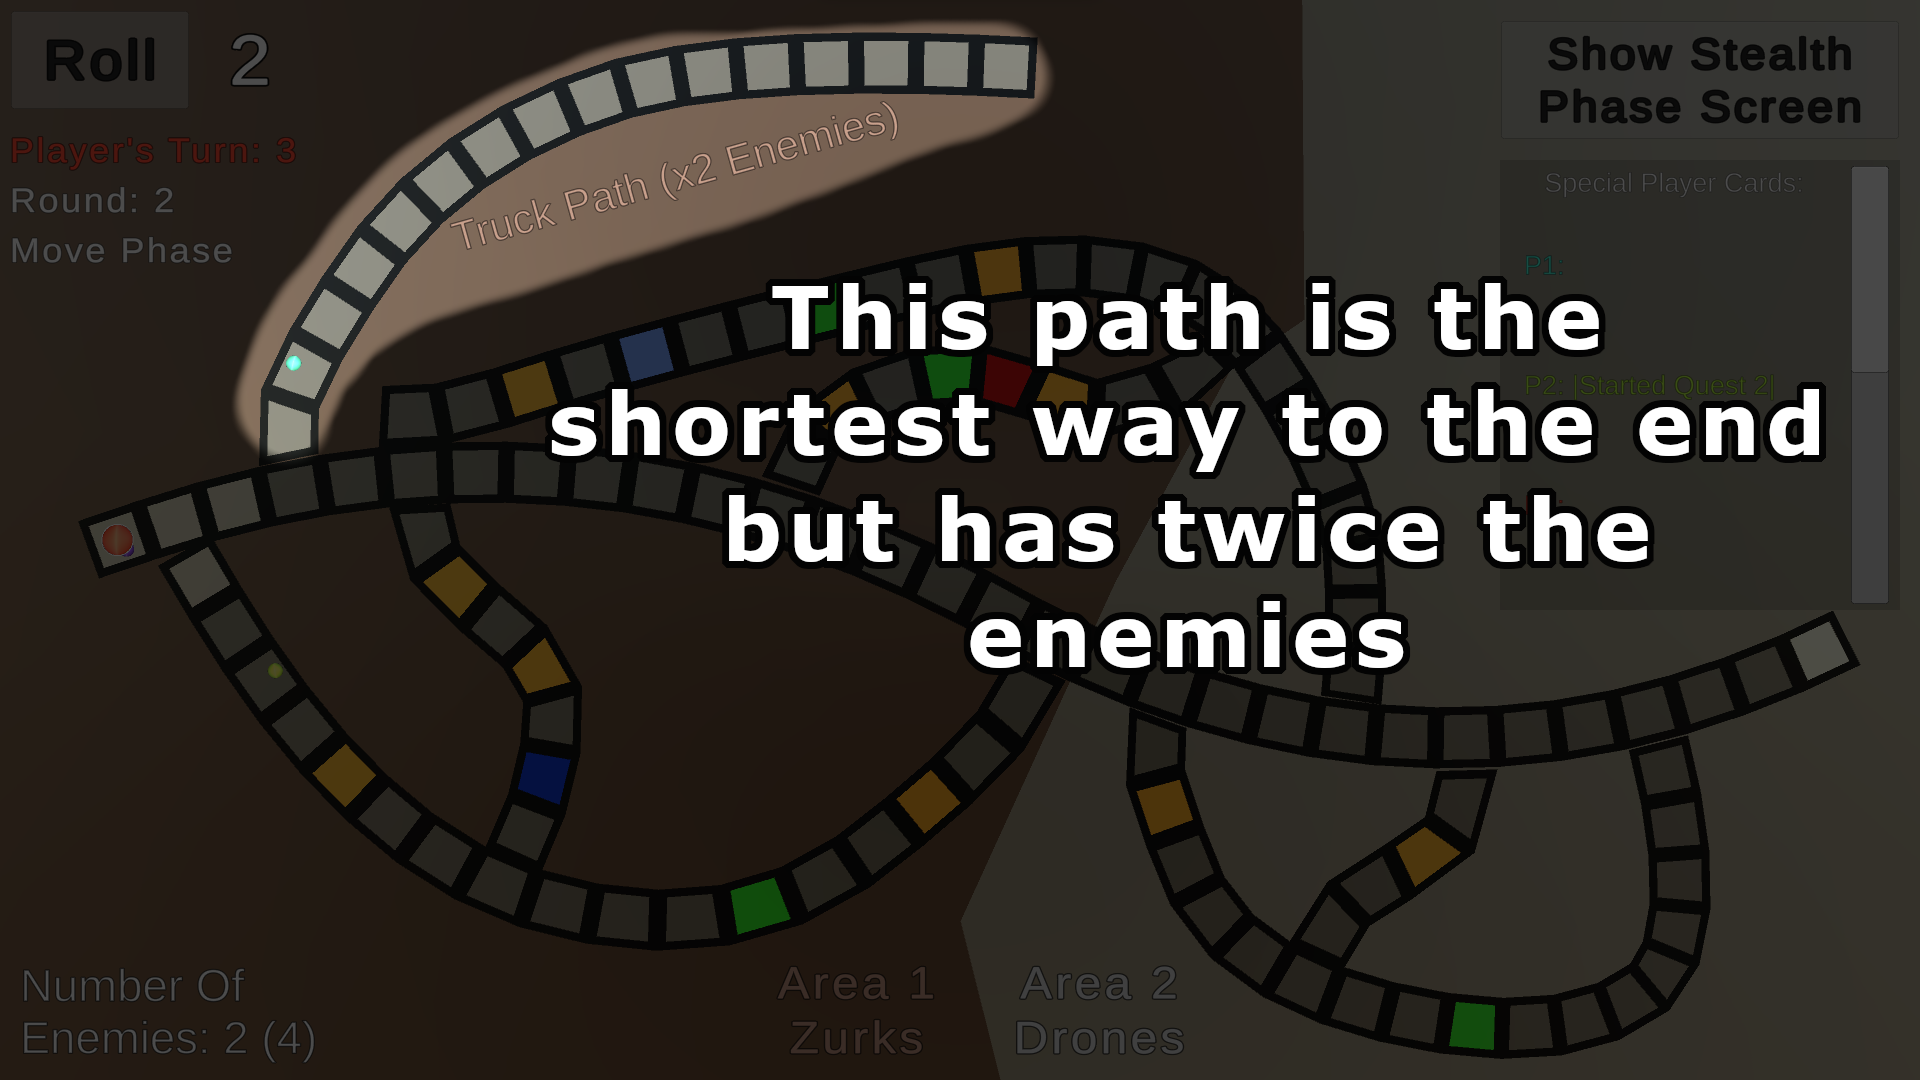 Roll
2
Show Stealth
Phase Screen
Player's Turn: 3
Round: 2
Move Phase
Truck Path (x2 Enemies)
Special Player Cards:
P1:
P2: |Started Quest 2|
This path is the
shortest way to the end
but has twice the
enemies
Number Of
Enemies: 2 (4)
Area 1
Zurks
Area 2
Drones